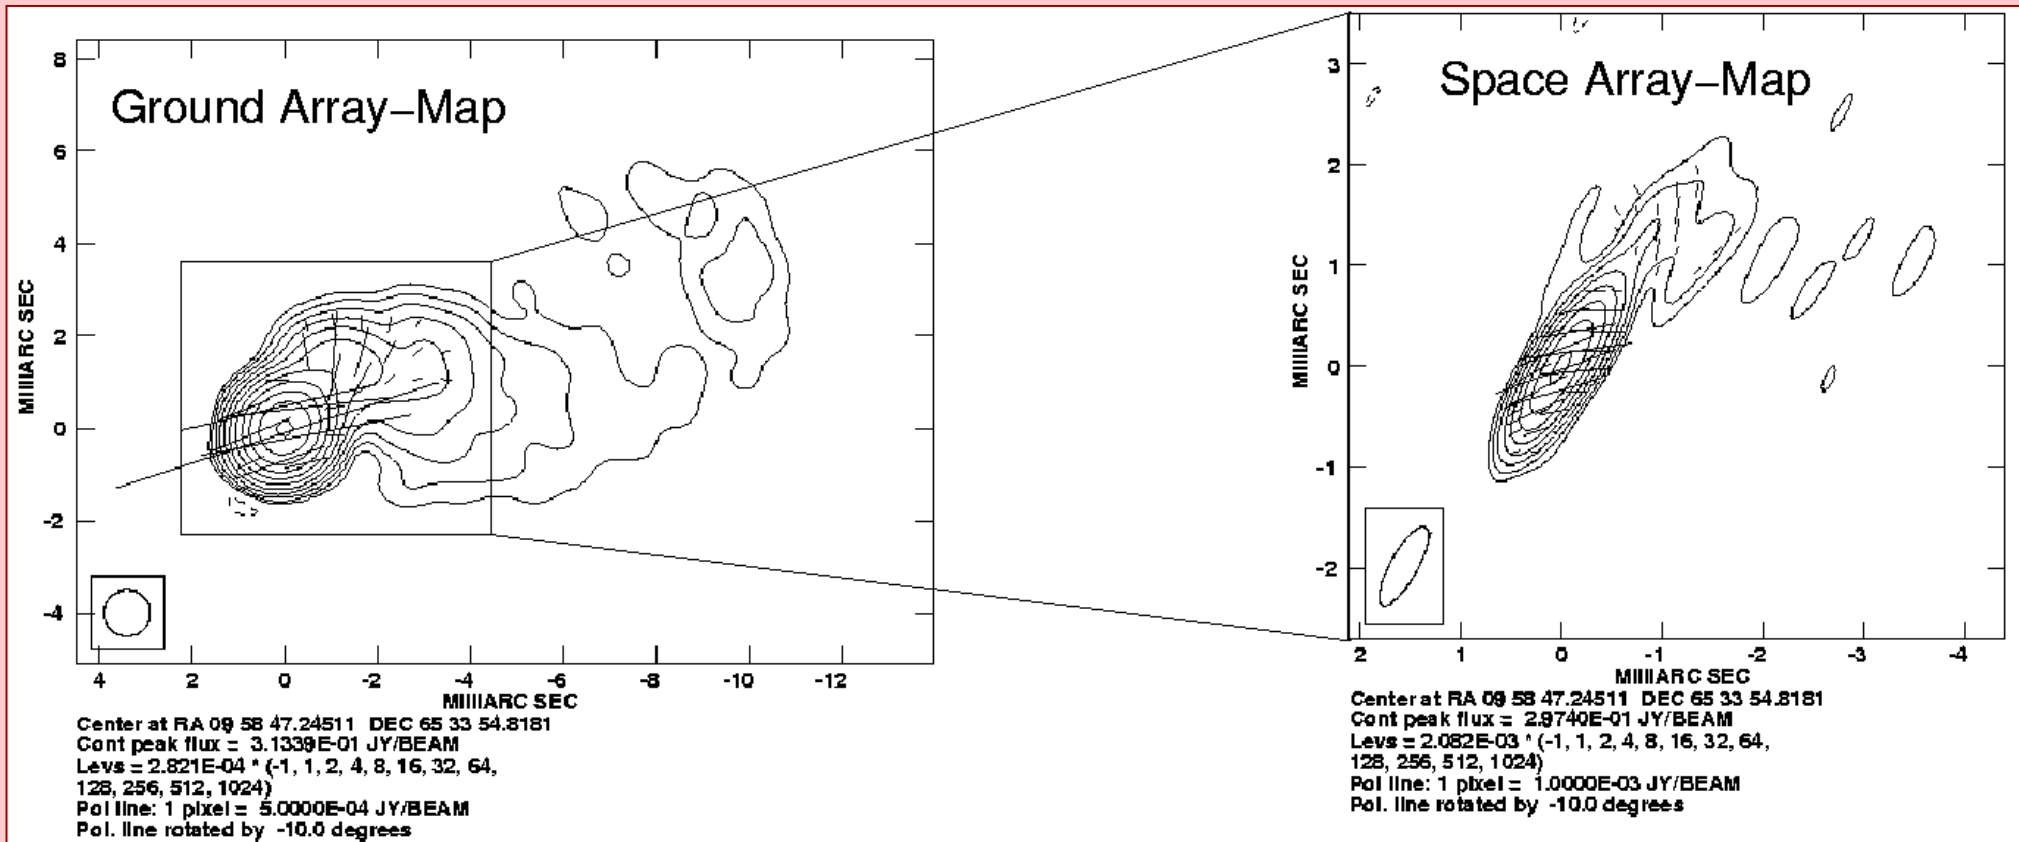 Ground Array-Map
8
6
4
2
0
-2
-4
MIllIARC SEC
4 2 0 -2 -4 -6 -8 -10 -12
MIllIARC SEC
Center at RA 09 58 47.24511 DEC 65 33 54.8181
Cont peak flux = 3.1339E-01 JY/BEAM
Levs = 2.821E-04 * (-1, 1, 2, 4, 8, 16, 32, 64,
128, 256, 512, 1024)
Pol line: 1 pixel = 5.0000E-04 JY/BEAM
Pol. line rotated by -10.0 degrees
Space Array-Map
3
2
1
0
-1
-2
MIllIARC SEC
2 1 0 -1 -2 -3 -4
MIllIARC SEC
Center at RA 09 58 47.24511 DEC 65 33 54.8181
Cont peak flux = 2.9740E-01 JY/BEAM
Levs = 2.082E-03 * (-1, 1, 2, 4, 8, 16, 32, 64,
128, 256, 512, 1024)
Pol line: 1 pixel = 1.0000E-03 JY/BEAM
Pol. line rotated by -10.0 degrees